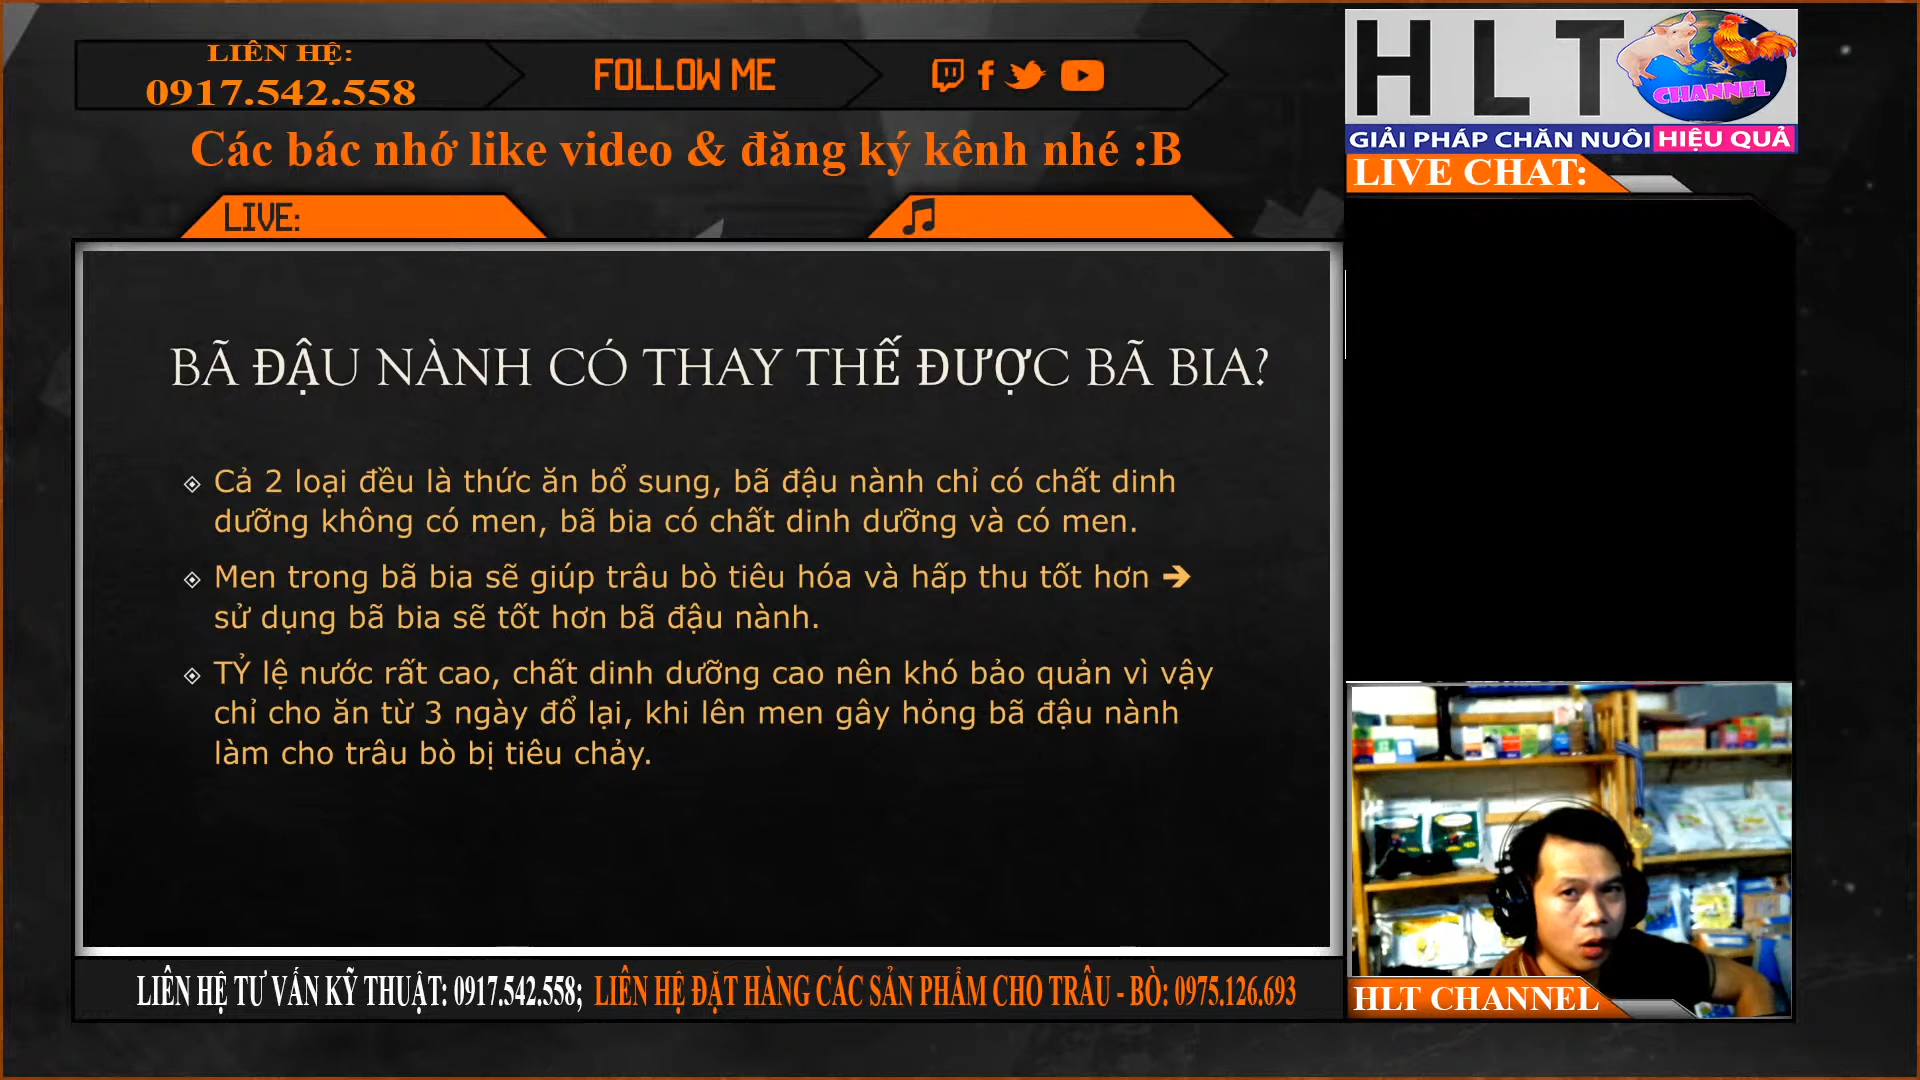 LIÊN HỆ:
0917.542.558
FOLLOW ME
Các bác nhớ like video & đăng ký kênh nhé :B
LIVE:
BÃ ĐẬU NÀNH CÓ THAY THẾ ĐƯỢC BÃ BIA?
Cả 2 loại đều là thức ăn bổ sung, bã đậu nành chỉ có chất dinh
dưỡng không có men, bã bia có chất dinh dưỡng và có men.
Men trong bã bia sẽ giúp trâu bò tiêu hóa và hấp thu tốt hơn ➔
sử dụng bã bia sẽ tốt hơn bã đậu nành.
TỶ lệ nước rất cao, chất dinh dưỡng cao nên khó bảo quản vì vậy
chỉ cho ăn từ 3 ngày đổ lại, khi lên men gây hỏng bã đậu nành
làm cho trâu bò bị tiêu chảy.
LIÊN HỆ TƯ VẤN KỸ THUẬT: 0917.542.558; LIÊN HỆ ĐẶT HÀNG CÁC SẢN PHẨM CHO TRÂU - BÒ: 0975.126.693
HLT
CHANNEL
GIẢI PHÁP CHĂN NUÔI HIỆU QUẢ
LIVE CHAT:
HLT CHANNEL